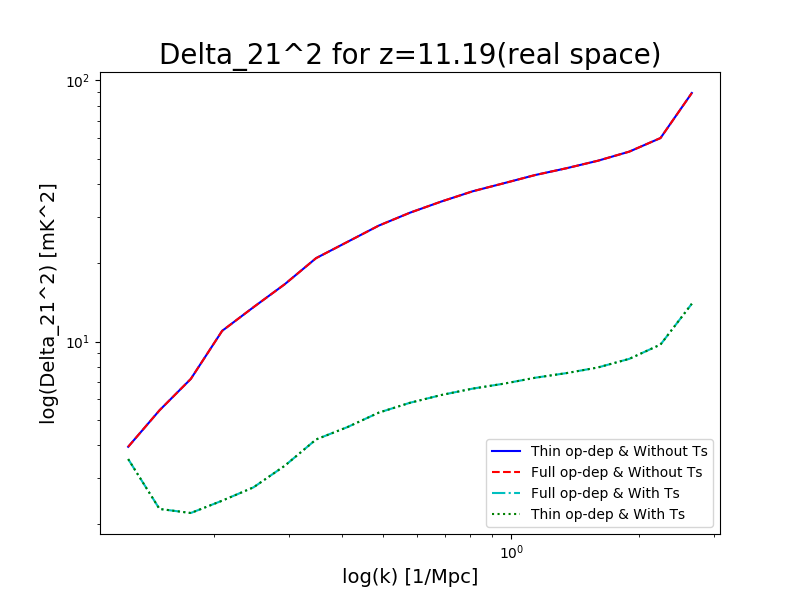 Delta_21^2 for z=11.19(real space)
10^2
10^1
log(Delta_21^2) [mK^2]
Thin op-dep & Without Ts
Full op-dep & Without Ts
Full op-dep & With Ts
Thin op-dep & With Ts
10^0
log(k) [1/Mpc]